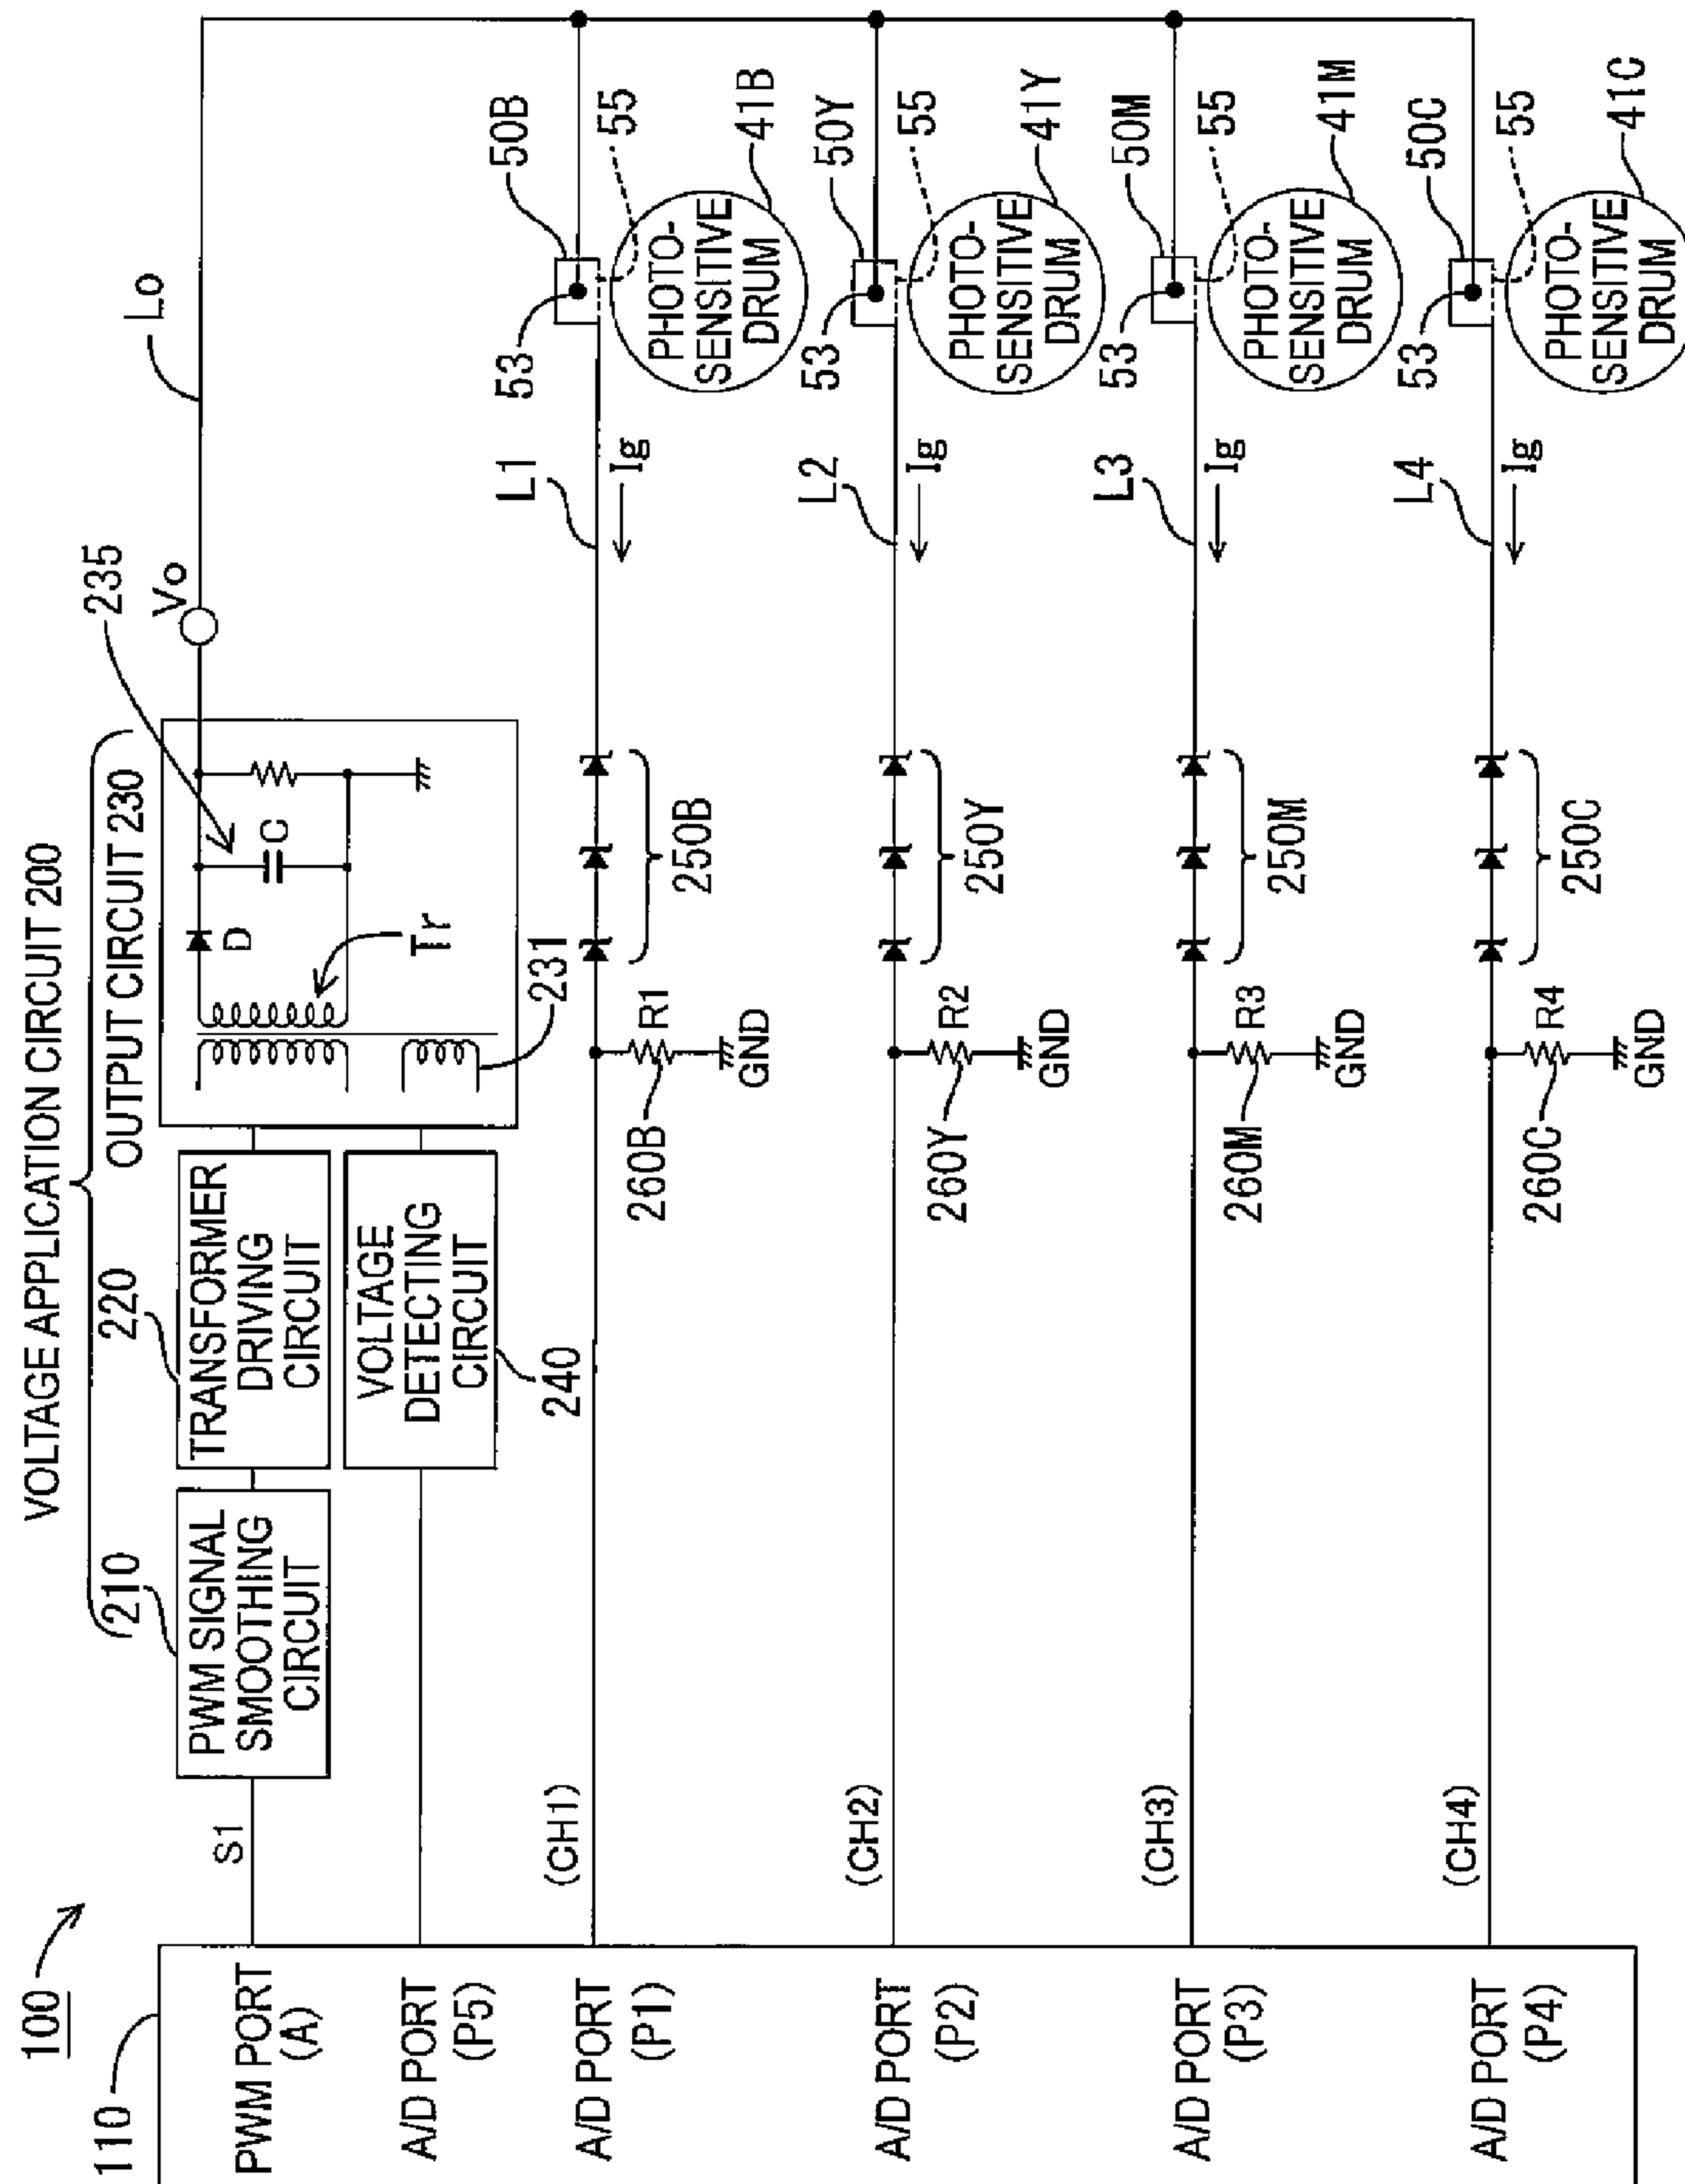 100
110
PWM PORT
(A)
A/D PORT
(P5)
A/D PORT
(P1)
A/D PORT
(P2)
A/D PORT
(P3)
A/D PORT
(P4)
S1
(CH1)
(CH2)
(CH3)
(CH4)
VOLTAGE APPLICATION CIRCUIT 200
210
PWM SIGNAL
SMOOTHING
CIRCUIT
220
TRANSFORMER
DRIVING
CIRCUIT
VOLTAGE
DETECTING
CIRCUIT
240
OUTPUT CIRCUIT 230
D
C
Tr
231
235
Vo
Lo
260B
R1
GND
250B
L1
Ig
53
50B
55
PHOTO-
SENSITIVE
DRUM
41B
260Y
R2
GND
250Y
L2
Ig
53
50Y
55
PHOTO-
SENSITIVE
DRUM
41Y
260M
R3
GND
250M
L3
Ig
53
50M
55
PHOTO-
SENSITIVE
DRUM
41M
260C
R4
GND
250C
L4
Ig
53
50C
55
PHOTO-
SENSITIVE
DRUM
41C